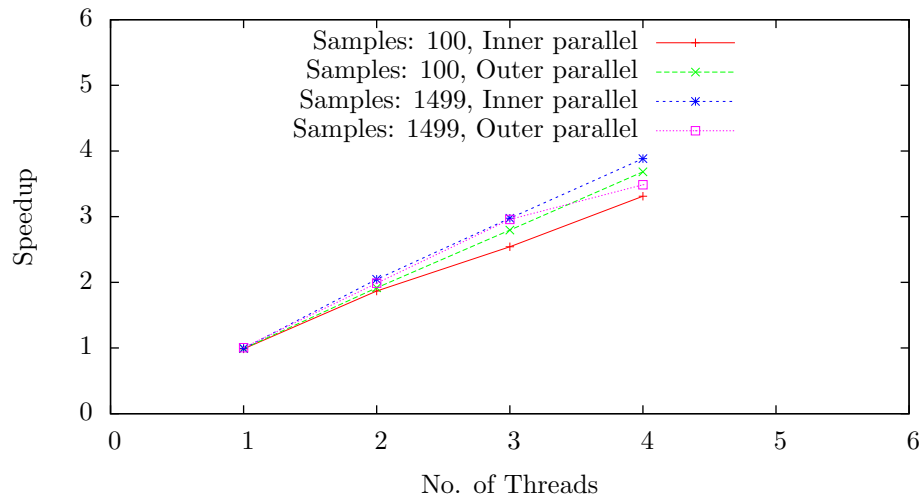 6
5
4
3
2
1
0
Speedup
Samples: 100, Inner parallel
Samples: 100, Outer parallel
Samples: 1499, Inner parallel
Samples: 1499, Outer parallel
0 1 2 3 4 5 6
No. of Threads